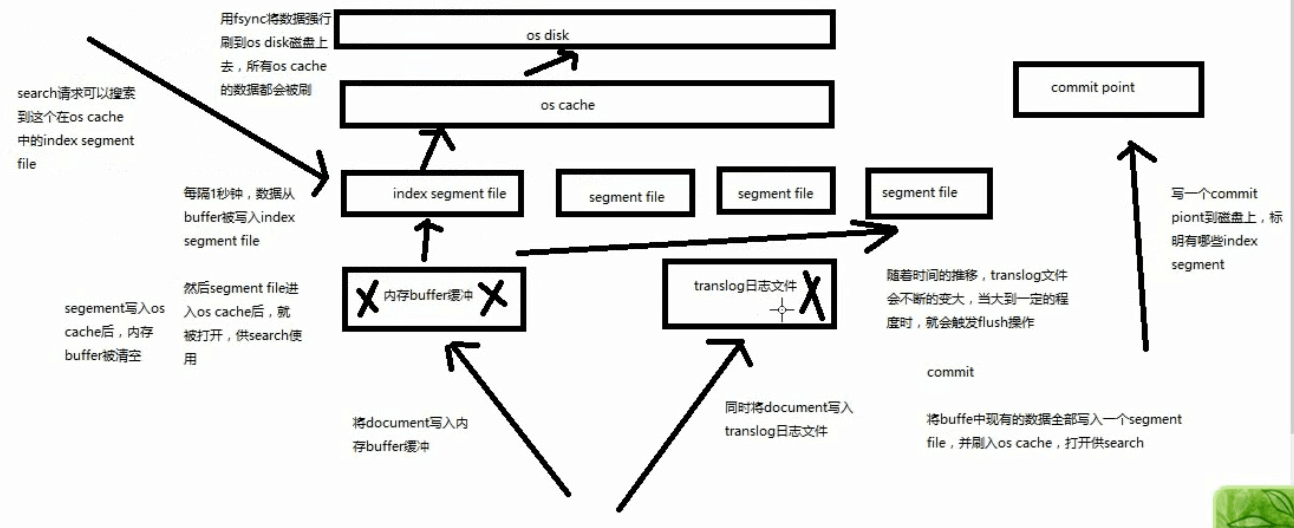 用fsync将数据强行
刷到os disk磁盘上
去，所有os cache
的数据都会被刷
os disk
os cache
commit point
search请求可以搜索
到这个在os cache
中的index segment
file
每隔1秒钟，数据从
buffer被写入index
segment file
index segment file
segment file
segment file
segment file
写一个commit
piont到磁盘上，标
明有哪些index
segment
segement写入os
cache后，内存
buffer被清空
然后segment file进
入os cache后，就
被打开，供search使
用
内存buffer缓冲
translog日志文件
随着时间的推移，translog文件
会不断的变大，当大到一定的程
度时，就会触发flush操作
commit
将buffe中现有的数据全部写入一个segment
file，并刷入os cache，打开供search
将document写入内
存buffer缓冲
同时将document写入
translog日志文件